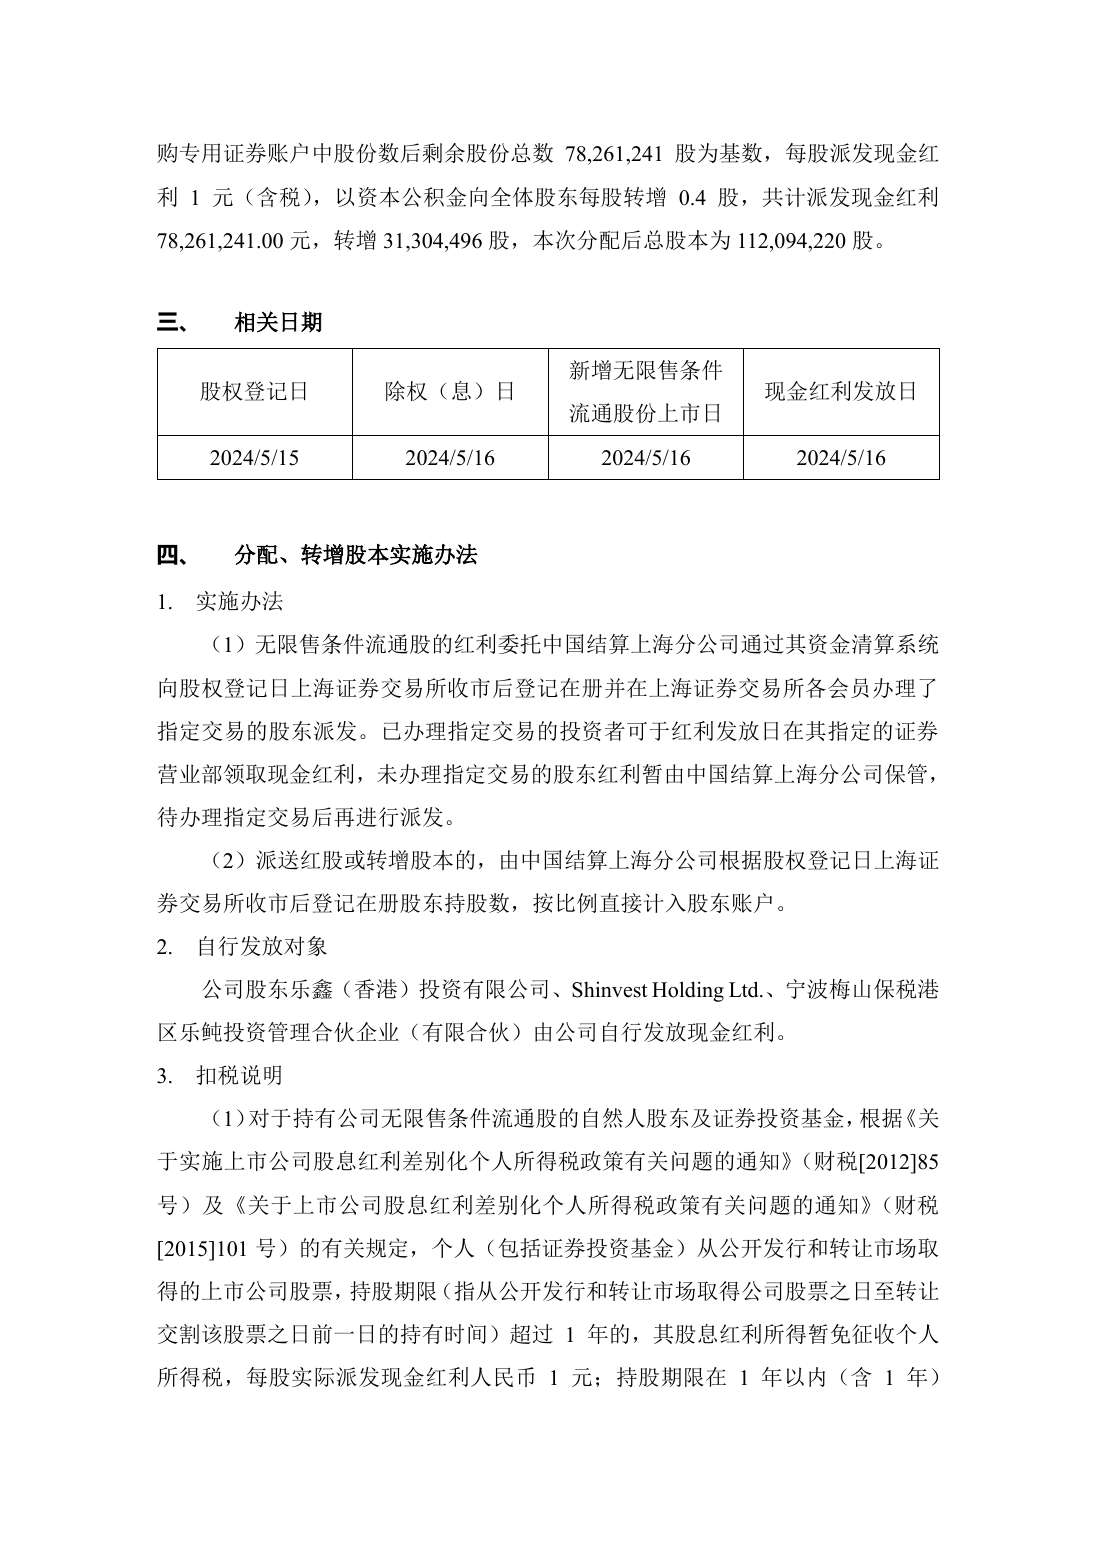 购专用证券账户中股份数后剩余股份总数 78,261,241 股为基数，每股派发现金红
利 1 元（含税），以资本公积金向全体股东每股转增 0.4 股，共计派发现金红利
78,261,241.00 元，转增 31,304,496 股，本次分配后总股本为 112,094,220 股。
三、 相关日期
股权登记日 除权（息）日 新增无限售条件 现金红利发放日
流通股份上市日
2024/5/15 2024/5/16 2024/5/16 2024/5/16
四、 分配、转增股本实施办法
1. 实施办法
（1）无限售条件流通股的红利委托中国结算上海分公司通过其资金清算系统
向股权登记日上海证券交易所收市后登记在册并在上海证券交易所各会员办理了
指定交易的股东派发。已办理指定交易的投资者可于红利发放日在其指定的证券
营业部领取现金红利，未办理指定交易的股东红利暂由中国结算上海分公司保管，
待办理指定交易后再进行派发。
（2）派送红股或转增股本的，由中国结算上海分公司根据股权登记日上海证
券交易所收市后登记在册股东持股数，按比例直接计入股东账户。
2. 自行发放对象
公司股东乐鑫（香港）投资有限公司、Shinvest Holding Ltd.、宁波梅山保税港
区乐鲀投资管理合伙企业（有限合伙）由公司自行发放现金红利。
3. 扣税说明
（1）对于持有公司无限售条件流通股的自然人股东及证券投资基金，根据《关
于实施上市公司股息红利差别化个人所得税政策有关问题的通知》（财税[2012]85
号）及《关于上市公司股息红利差别化个人所得税政策有关问题的通知》（财税
[2015]101 号）的有关规定，个人（包括证券投资基金）从公开发行和转让市场取
得的上市公司股票，持股期限（指从公开发行和转让市场取得公司股票之日至转让
交割该股票之日前一日的持有时间）超过 1 年的，其股息红利所得暂免征收个人
所得税，每股实际派发现金红利人民币 1 元；持股期限在 1 年以内（含 1 年）